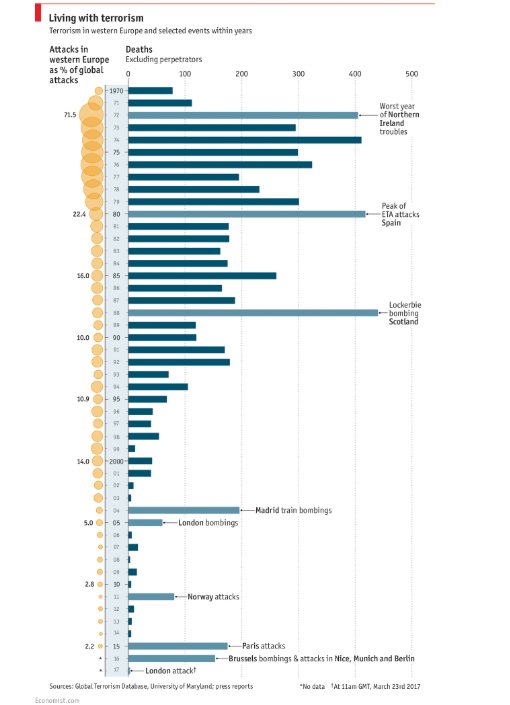 Living with terrorism
Terrorism in western Europe and selected events within years
Attacks in
western Europe
as % of global
attacks
Deaths
Excluding perpetrators
0 100 200 300 400 500
1970
71
71.5 72
73
74
75
76
77
78
79
22.4 80
81
82
83
84
16.0 85
86
87
88
89
10.0 90
91
92
93
94
10.9 95
96
97
98
99
14.0 2000
01
02
03
04
5.0 05
06
07
08
09
2.8 10
11
12
13
14
2.2 15
* 16
* 17
Worst year
of Northern
Ireland
troubles
Peak of
ETA attacks
Spain
Lockerbie
bombing
Scotland
Madrid train bombings
London bombings
Norway attacks
Paris attacks
Brussels bombings & attacks in Nice, Munich and Berlin
London attack†
Sources: Global Terrorism Database, University of Maryland; press reports
*No data †At 11am GMT, March 23rd 2017
Economist.com